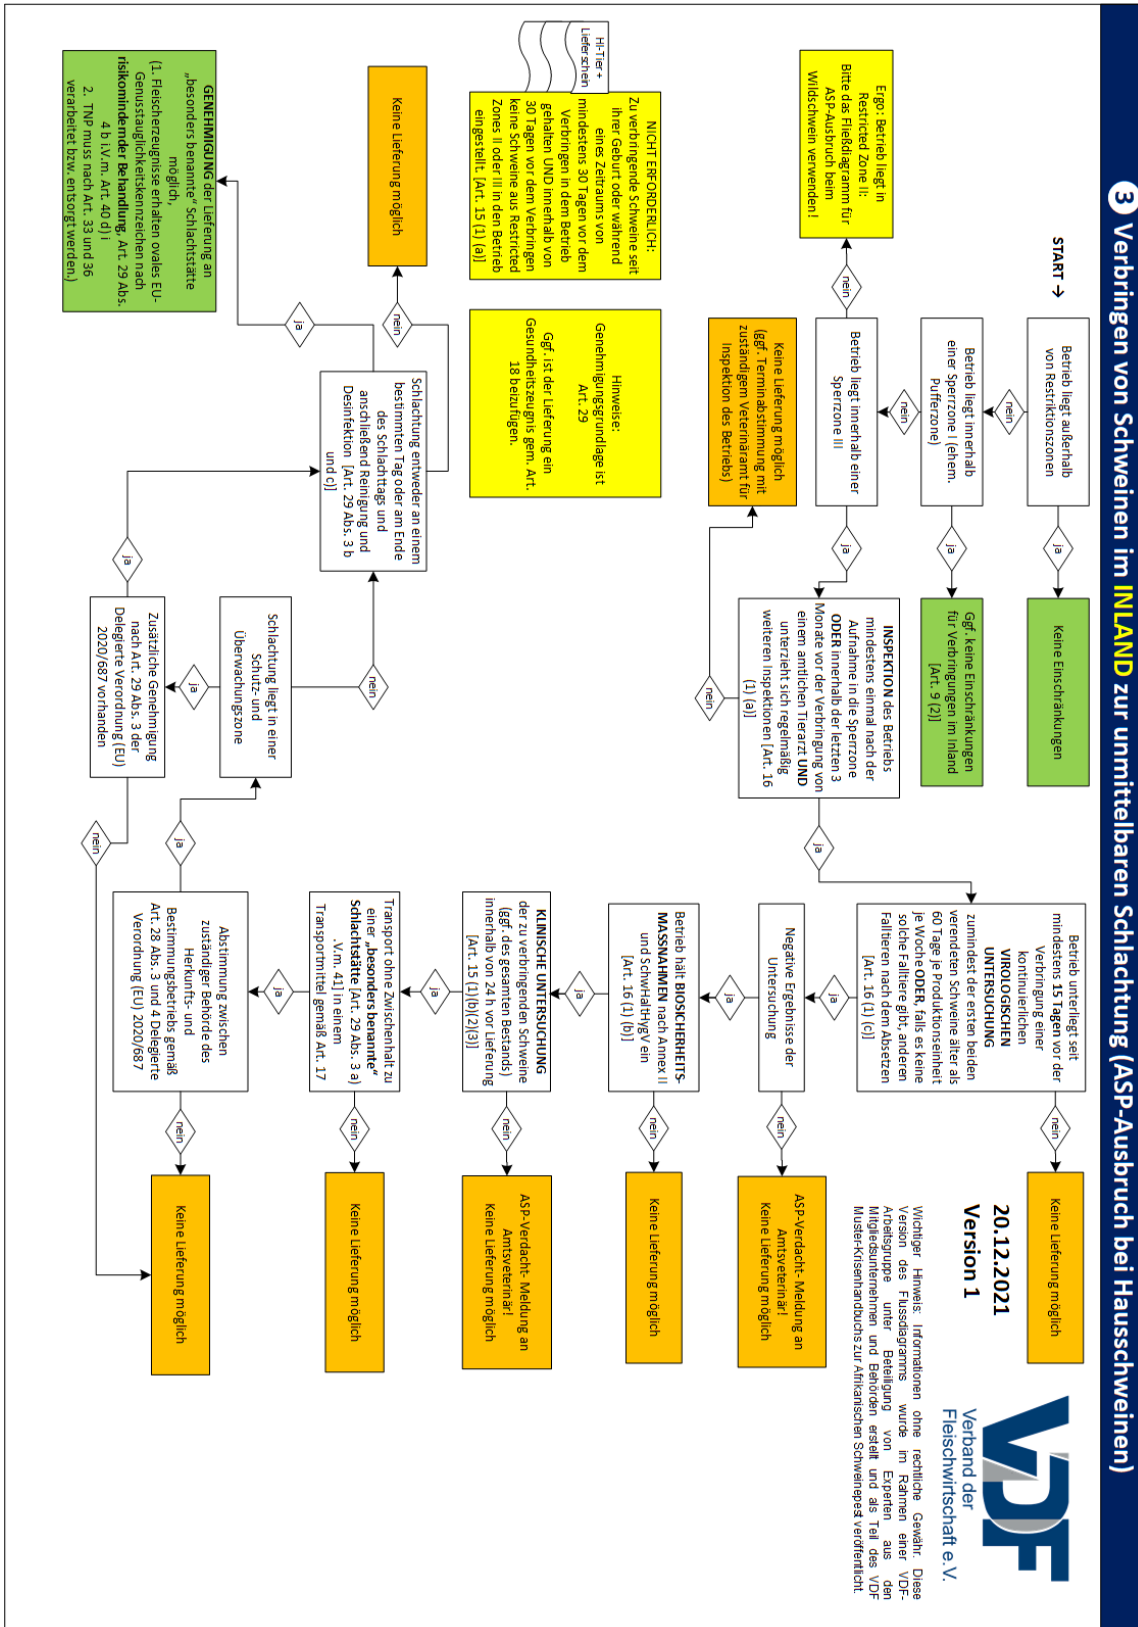 3 Verbringen von Schweinen im INLAND zur unmittelbaren Schlachtung (ASP-Ausbruch bei Hausschweinen)
START →
Betrieb liegt außerhalb
von Restriktionszonen
ja
Keine Einschränkungen
nein
Betrieb liegt innerhalb
einer Sperrzone I (ehem.
Pufferzone)
ja
Ggf. keine Einschränkungen
für Verbringungen im Inland
[Art. 9 (2)]
nein
Betrieb liegt innerhalb einer
Sperrzone III
nein
Ergo: Betrieb liegt in
Restricted Zone II:
Bitte das Fließdiagramm für
ASP-Ausbruch beim
Wildschwein verwenden!
ja
INSPEKTION des Betriebs
mindestens einmal nach der
Aufnahme in die Sperrzone
ODER innerhalb der letzten 3
Monate vor der Verbringung von
einem amtlichen Tierarzt UND
unterzieht sich regelmäßig
weiteren Inspektionen [Art. 16
(1) (a)]
nein
Keine Lieferung möglich
(ggf. Terminabstimmung mit
zuständigem Veterinäramt für
Inspektion des Betriebs)
ja
Betrieb unterliegt seit
mindestens 15 Tagen vor der
Verbringung einer
kontinuierlichen
VIROLOGISCHEN
UNTERSUCHUNG
zumindest der ersten beiden
verendeten Schweine älter als
60 Tage je Produktionseinheit
je Woche ODER, falls es keine
solche Falltiere gibt, anderen
Falltieren nach dem Absetzen
[Art. 16 (1) (c)]
nein
Keine Lieferung möglich
ja
Negative Ergebnisse der
Untersuchung
nein
ASP-Verdacht- Meldung an
Amtsveterinär!
Keine Lieferung möglich
ja
Betrieb hält BIOSICHERHEITS-
MASSNAHMEN nach Annex II
und SchwHaltHygV ein
[Art. 16 (1) (b)]
nein
Keine Lieferung möglich
ja
KLINISCHE UNTERSUCHUNG
der zu verbringenden Schweine
(ggf. des gesamten Bestands)
innerhalb von 24 h vor Lieferung
[Art. 15 (1)(b)(2)(3)]
nein
ASP-Verdacht- Meldung an
Amtsveterinär!
Keine Lieferung möglich
ja
Transport ohne Zwischenhalt zu
einer „besonders benannte“
Schlachtstätte [Art. 29 Abs. 3 a)
.V.m. 41] in einem
Transportmittel gemäß Art. 17
nein
Keine Lieferung möglich
ja
Abstimmung zwischen
zuständiger Behörde des
Herkunfts- und
Bestimmungsbetriebs gemäß
Art. 28 Abs. 3 und 4 Delegierte
Verordnung (EU) 2020/687
nein
Keine Lieferung möglich
ja
Schlachtung liegt in einer
Schutz- und
Überwachungszone
ja
Zusätzliche Genehmigung
nach Art. 29 Abs. 3 der
Delegierte Verordnung (EU)
2020/687 vorhanden
nein
ja
nein
Schlachtung entweder an einem
bestimmten Tag oder am Ende
des Schlachttags und
anschließend Reinigung und
Desinfektion [Art. 29 Abs. 3 b
und c)]
nein
Keine Lieferung möglich
ja
GENEHMIGUNG der Lieferung an
„besonders benannte“ Schlachtstätte
möglich,
(1. Fleischerzeugnisse erhalten ovales EU-
Genusstauglichkeitskennzeichen nach
risikomindernder Behandlung, Art. 29 Abs.
4 b i.V.m. Art. 40 d) i
2. TNP muss nach Art. 33 und 36
verarbeitet bzw. entsorgt werden.)
HI-Tier +
Lieferschein
NICHT ERFORDERLICH:
Zu verbringende Schweine seit
ihrer Geburt oder während
eines Zeitraums von
mindestens 30 Tagen vor dem
Verbringen in dem Betrieb
gehalten UND innerhalb von
30 Tagen vor dem Verbringen
keine Schweine aus Restricted
Zones II oder III in den Betrieb
eingestellt. [Art. 15 (1) (a)]
Hinweise:
Genehmigungsgrundlage ist
Art. 29
Ggf. ist der Lieferung ein
Gesundheitszeugnis gem. Art.
18 beizufügen.
20.12.2021
Version 1
Wichtiger Hinweis: Informationen ohne rechtliche Gewähr. Diese
Version des Flussdiagramms wurde im Rahmen einer VDF-
Arbeitsgruppe unter Beteiligung von Experten aus den
Mitgliedsunternehmen und Behörden erstellt und als Teil des VDF
Muster-Krisenhandbuchs zur Afrikanischen Schweinepest veröffentlicht.
VDF
Verband der
Fleischwirtschaft e.V.